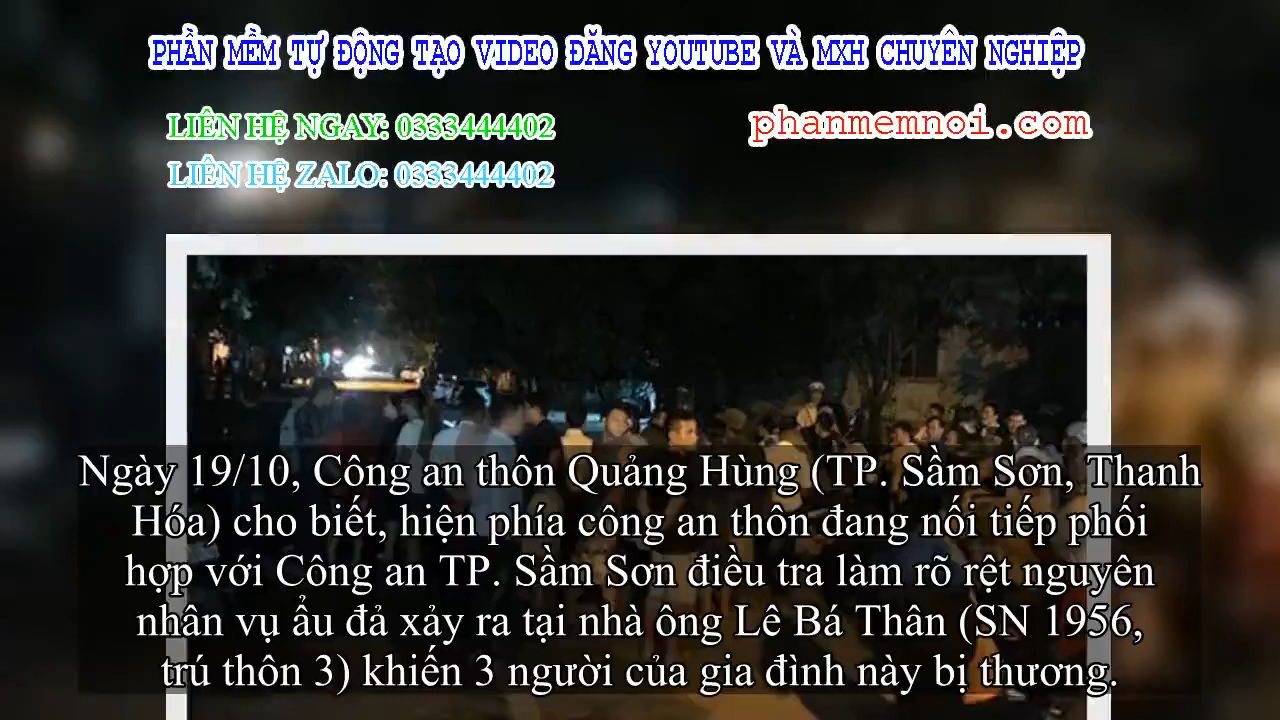 PHẦN MỀM TỰ ĐỘNG TẠO VIDEO ĐĂNG YOUTUBE VÀ MXH CHUYÊN NGHIỆP
LIÊN HỆ NGAY: 0333444402
phanmemnoi.com
LIÊN HỆ ZALO: 0333444402
Ngày 19/10, Công an thôn Quảng Hùng (TP. Sầm Sơn, Thanh
Hóa) cho biết, hiện phía công an thôn đang nối tiếp phối
hợp với Công an TP. Sầm Sơn điều tra làm rõ rệt nguyên
nhân vụ ẩu đả xảy ra tại nhà ông Lê Bá Thân (SN 1956,
trú thôn 3) khiến 3 người của gia đình này bị thương.